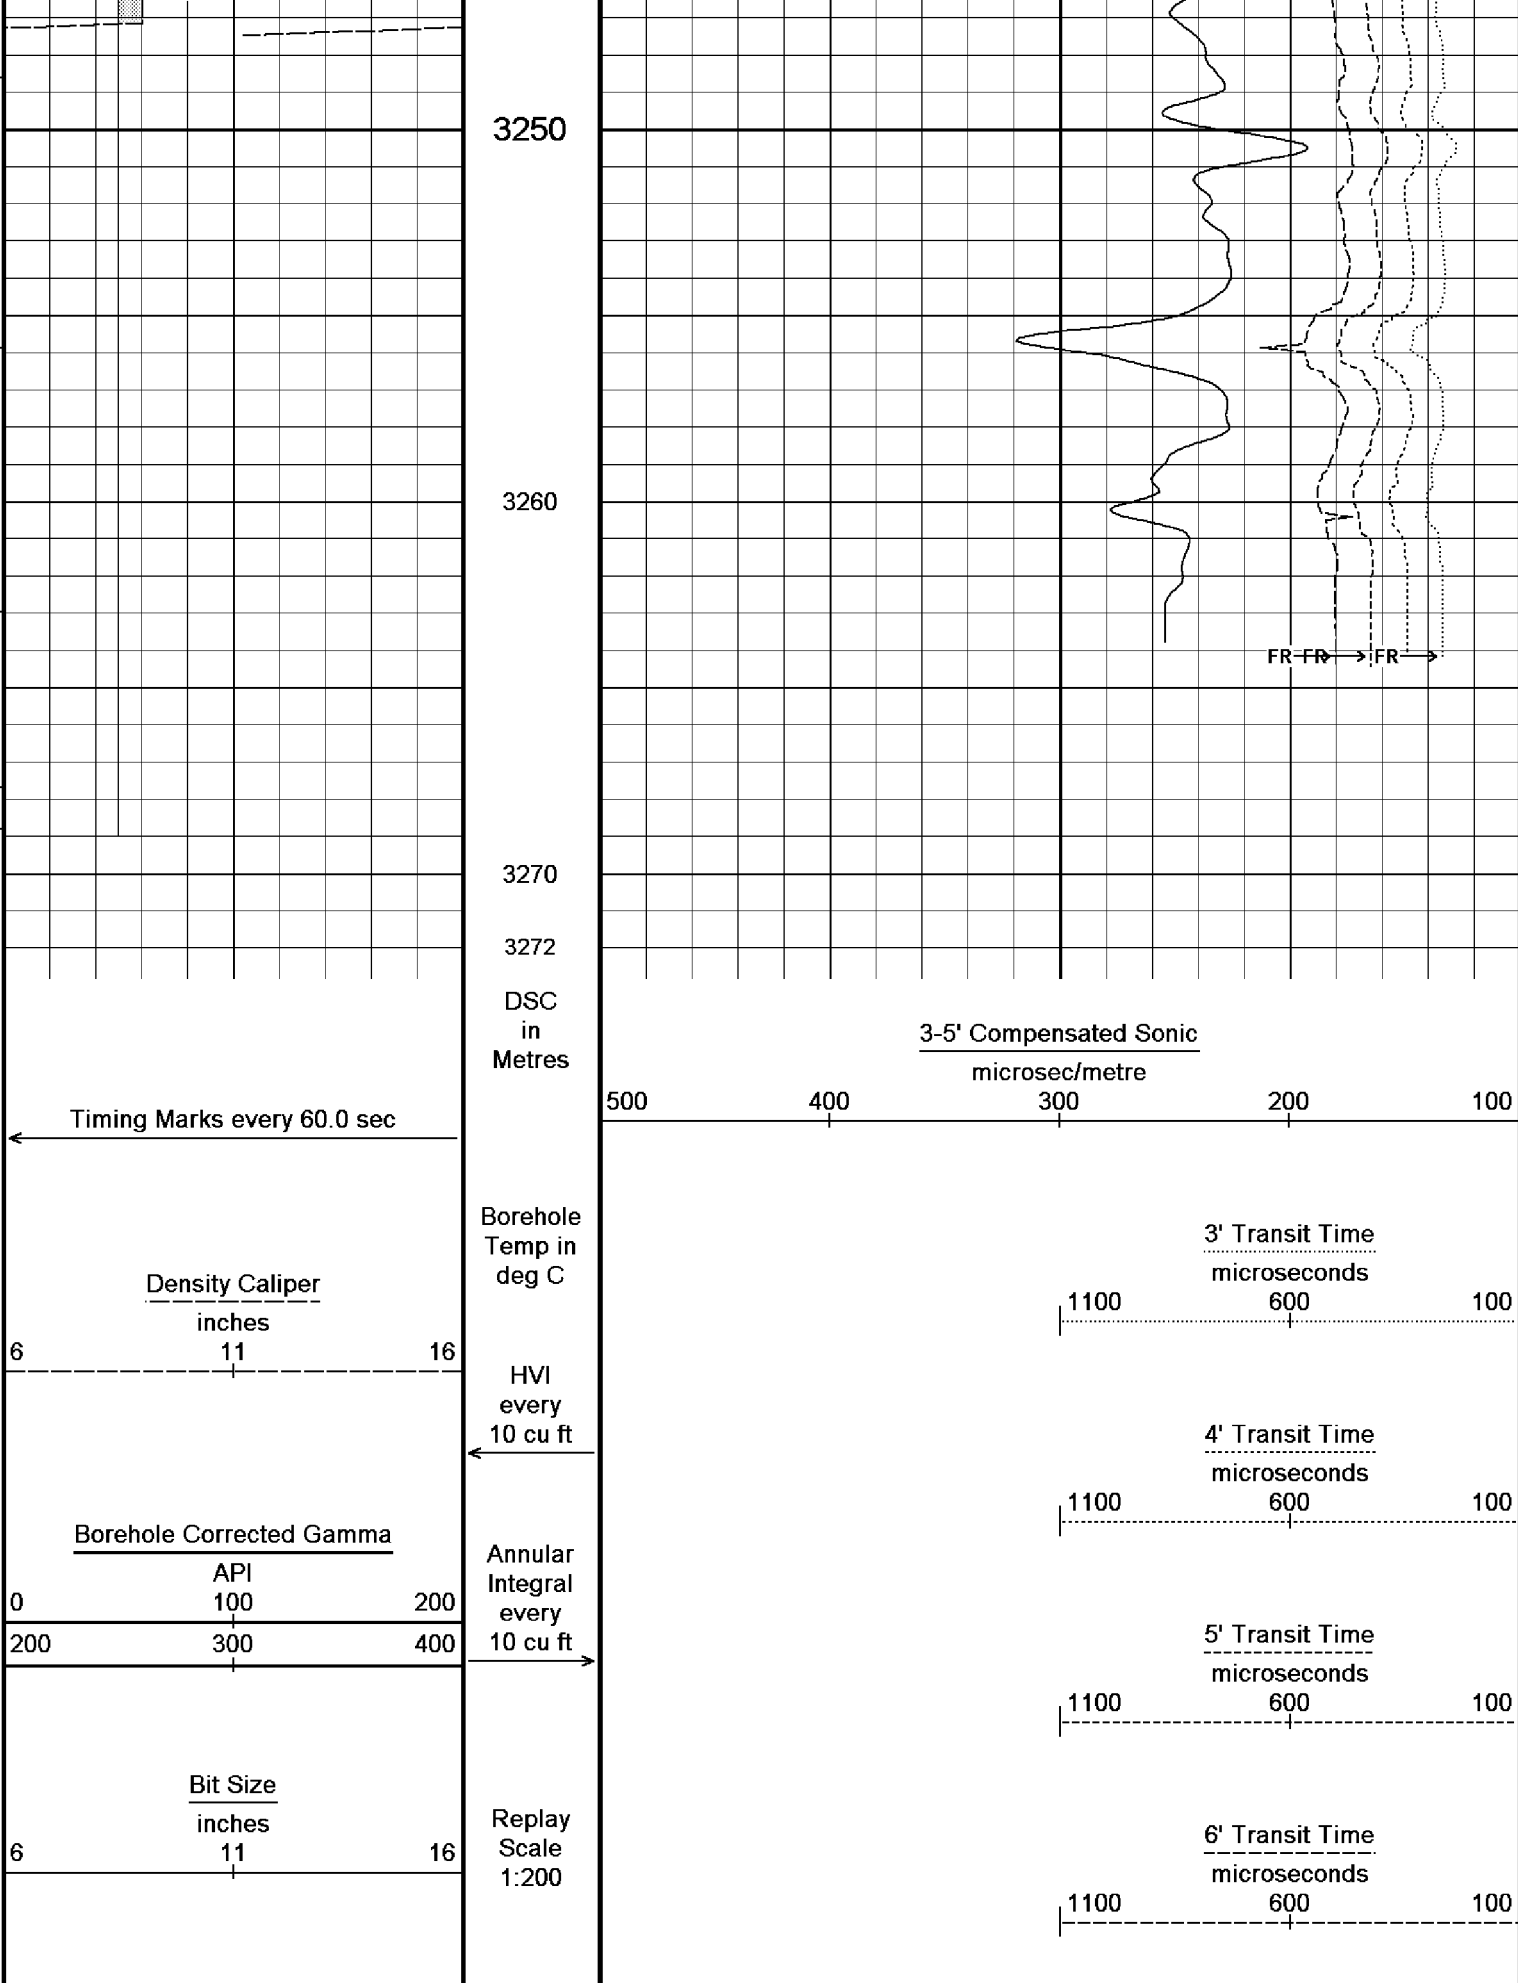 3250
3260
FR FR FR
3270
3272
DSC
in
Metres
3-5' Compensated Sonic
microsec/metre
500 400 300 200 100
Timing Marks every 60.0 sec
Borehole
Temp in
deg C
3' Transit Time
microseconds
1100 600 100
Density Caliper
inches
6 11 16
HVI
every
10 cu ft
4' Transit Time
microseconds
1100 600 100
Borehole Corrected Gamma
API
0 100 200
200 300 400
Annular
Integral
every
10 cu ft
5' Transit Time
microseconds
1100 600 100
Bit Size
inches
6 11 16
Replay
Scale
1:200
6' Transit Time
microseconds
1100 600 100